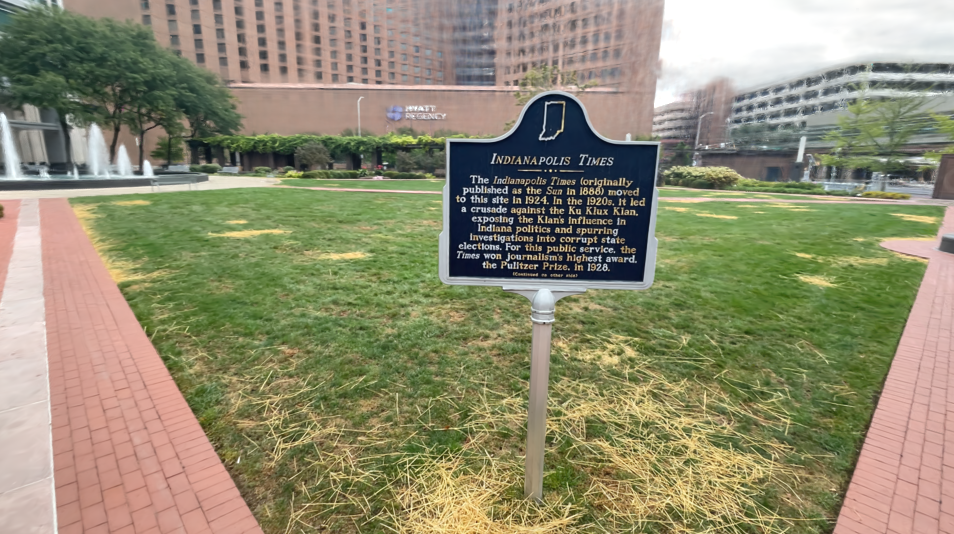 HYATT
REGENCY
INDIANAPOLIS TIMES
The Indianapolis Times (originally
published as the Sun in 1888) moved
to this site in 1924. In the 1920s, it led
a crusade against the Ku Klux Klan,
exposing the Klan's influence in
Indiana politics and spurring
investigations into corrupt state
elections. For this public service, the
Times won journalism's highest award,
the Pulitzer Prize, in 1928.
(Continued on other side)